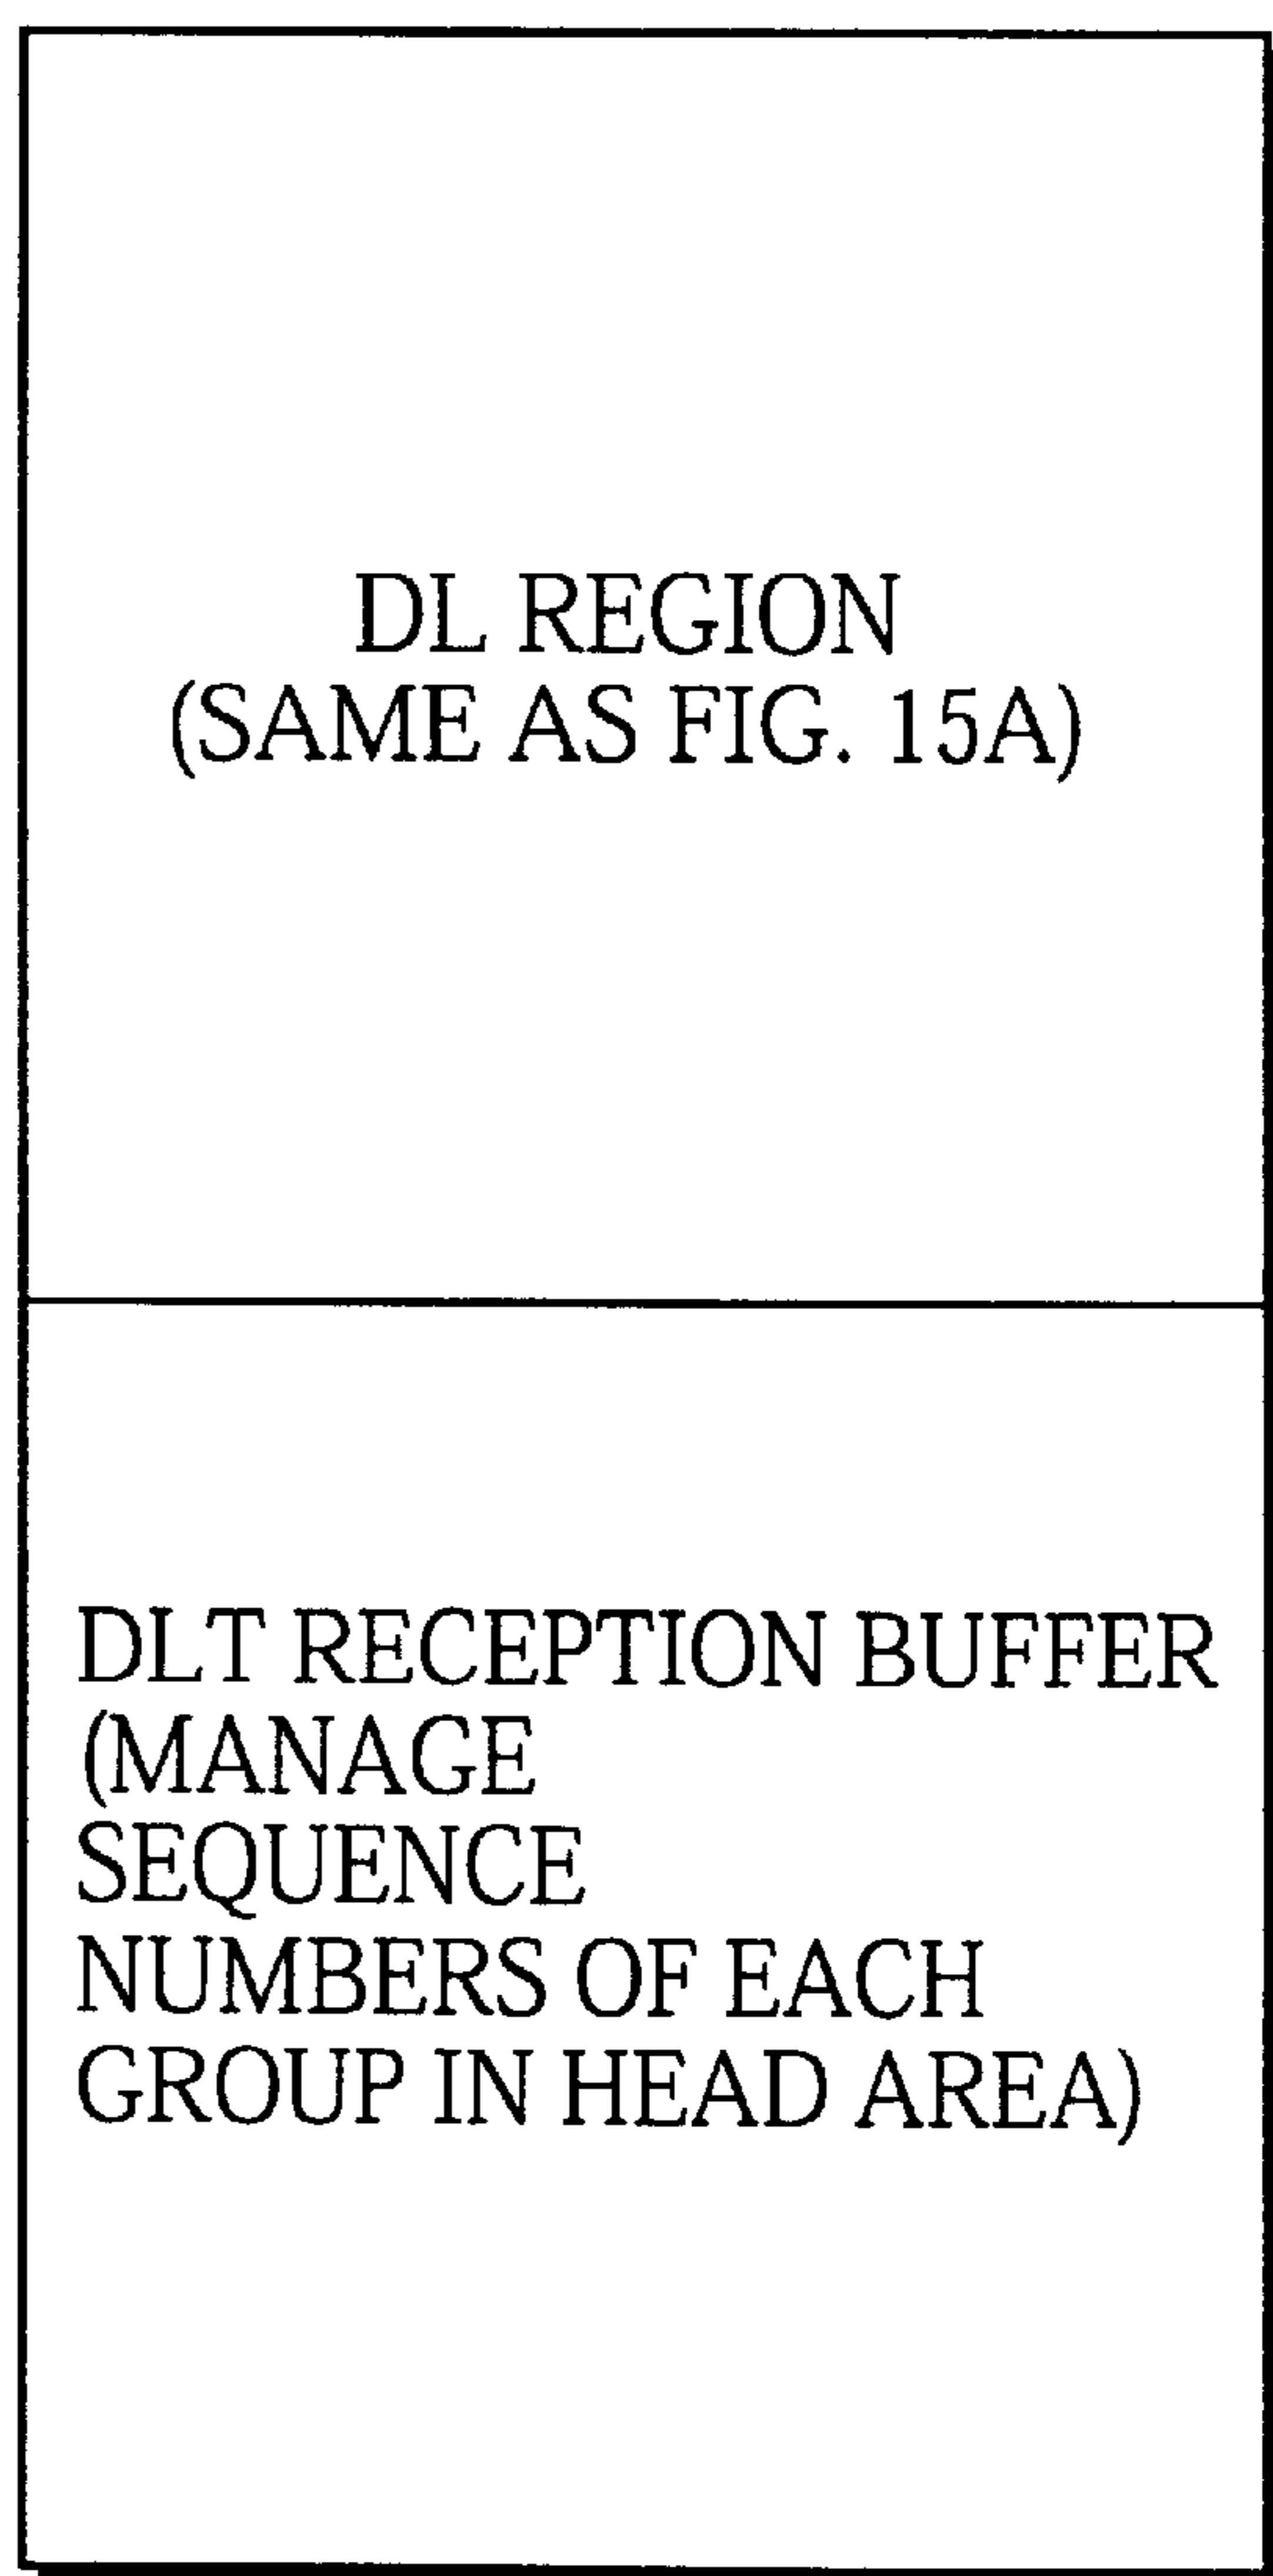 DL REGION
(SAME AS FIG. 15A)
DLT RECEPTION BUFFER
(MANAGE
SEQUENCE
NUMBERS OF EACH
GROUP IN HEAD AREA)